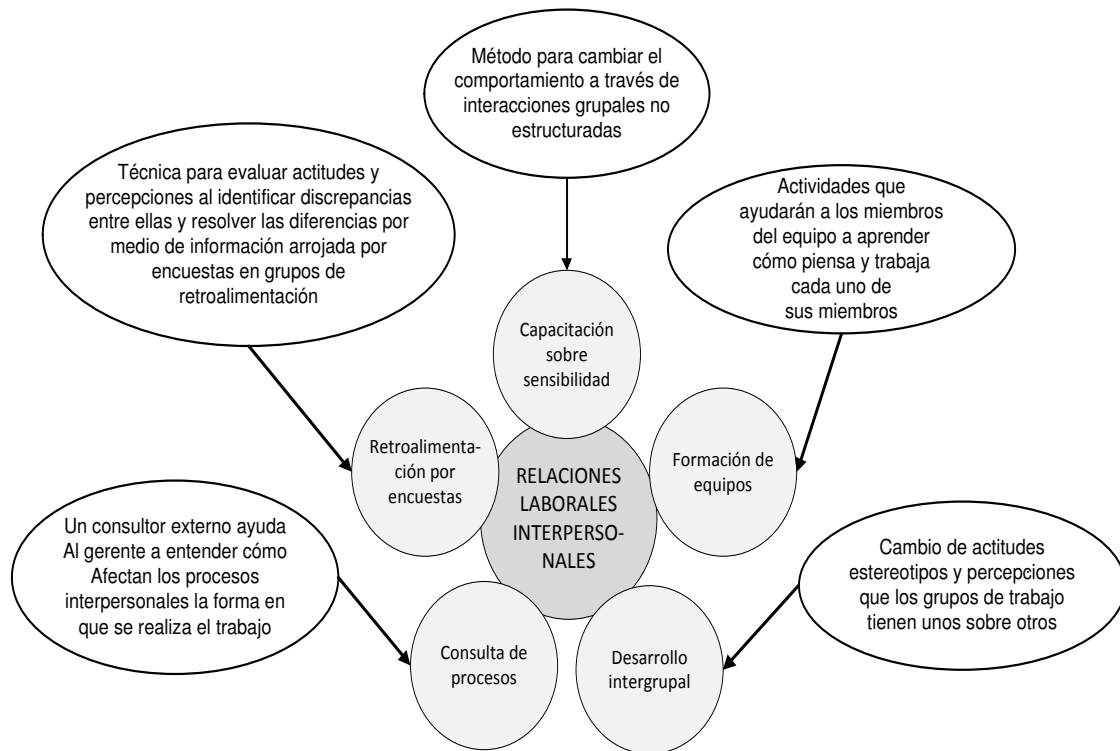 Método para cambiar el
comportamiento a través de
interacciones grupales no
estructuradas
Técnica para evaluar actitudes y
percepciones al identificar discrepancias
entre ellas y resolver las diferencias por
medio de información arrojada por
encuestas en grupos de
retroalimentación
Actividades que
ayudarán a los miembros
del equipo a aprender
cómo piensa y trabaja
cada uno de
sus miembros
Capacitación
sobre
sensibilidad
Retroalimenta-
ción por
encuestas
RELACIONES
LABORALES
INTERPERSO-
NALES
Formación de
equipos
Un consultor externo ayuda
Al gerente a entender cómo
Afectan los procesos
interpersonales la forma en
que se realiza el trabajo
Cambio de actitudes
estereotipos y percepciones
que los grupos de trabajo
tienen unos sobre otros
Consulta de
procesos
Desarrollo
intergrupal